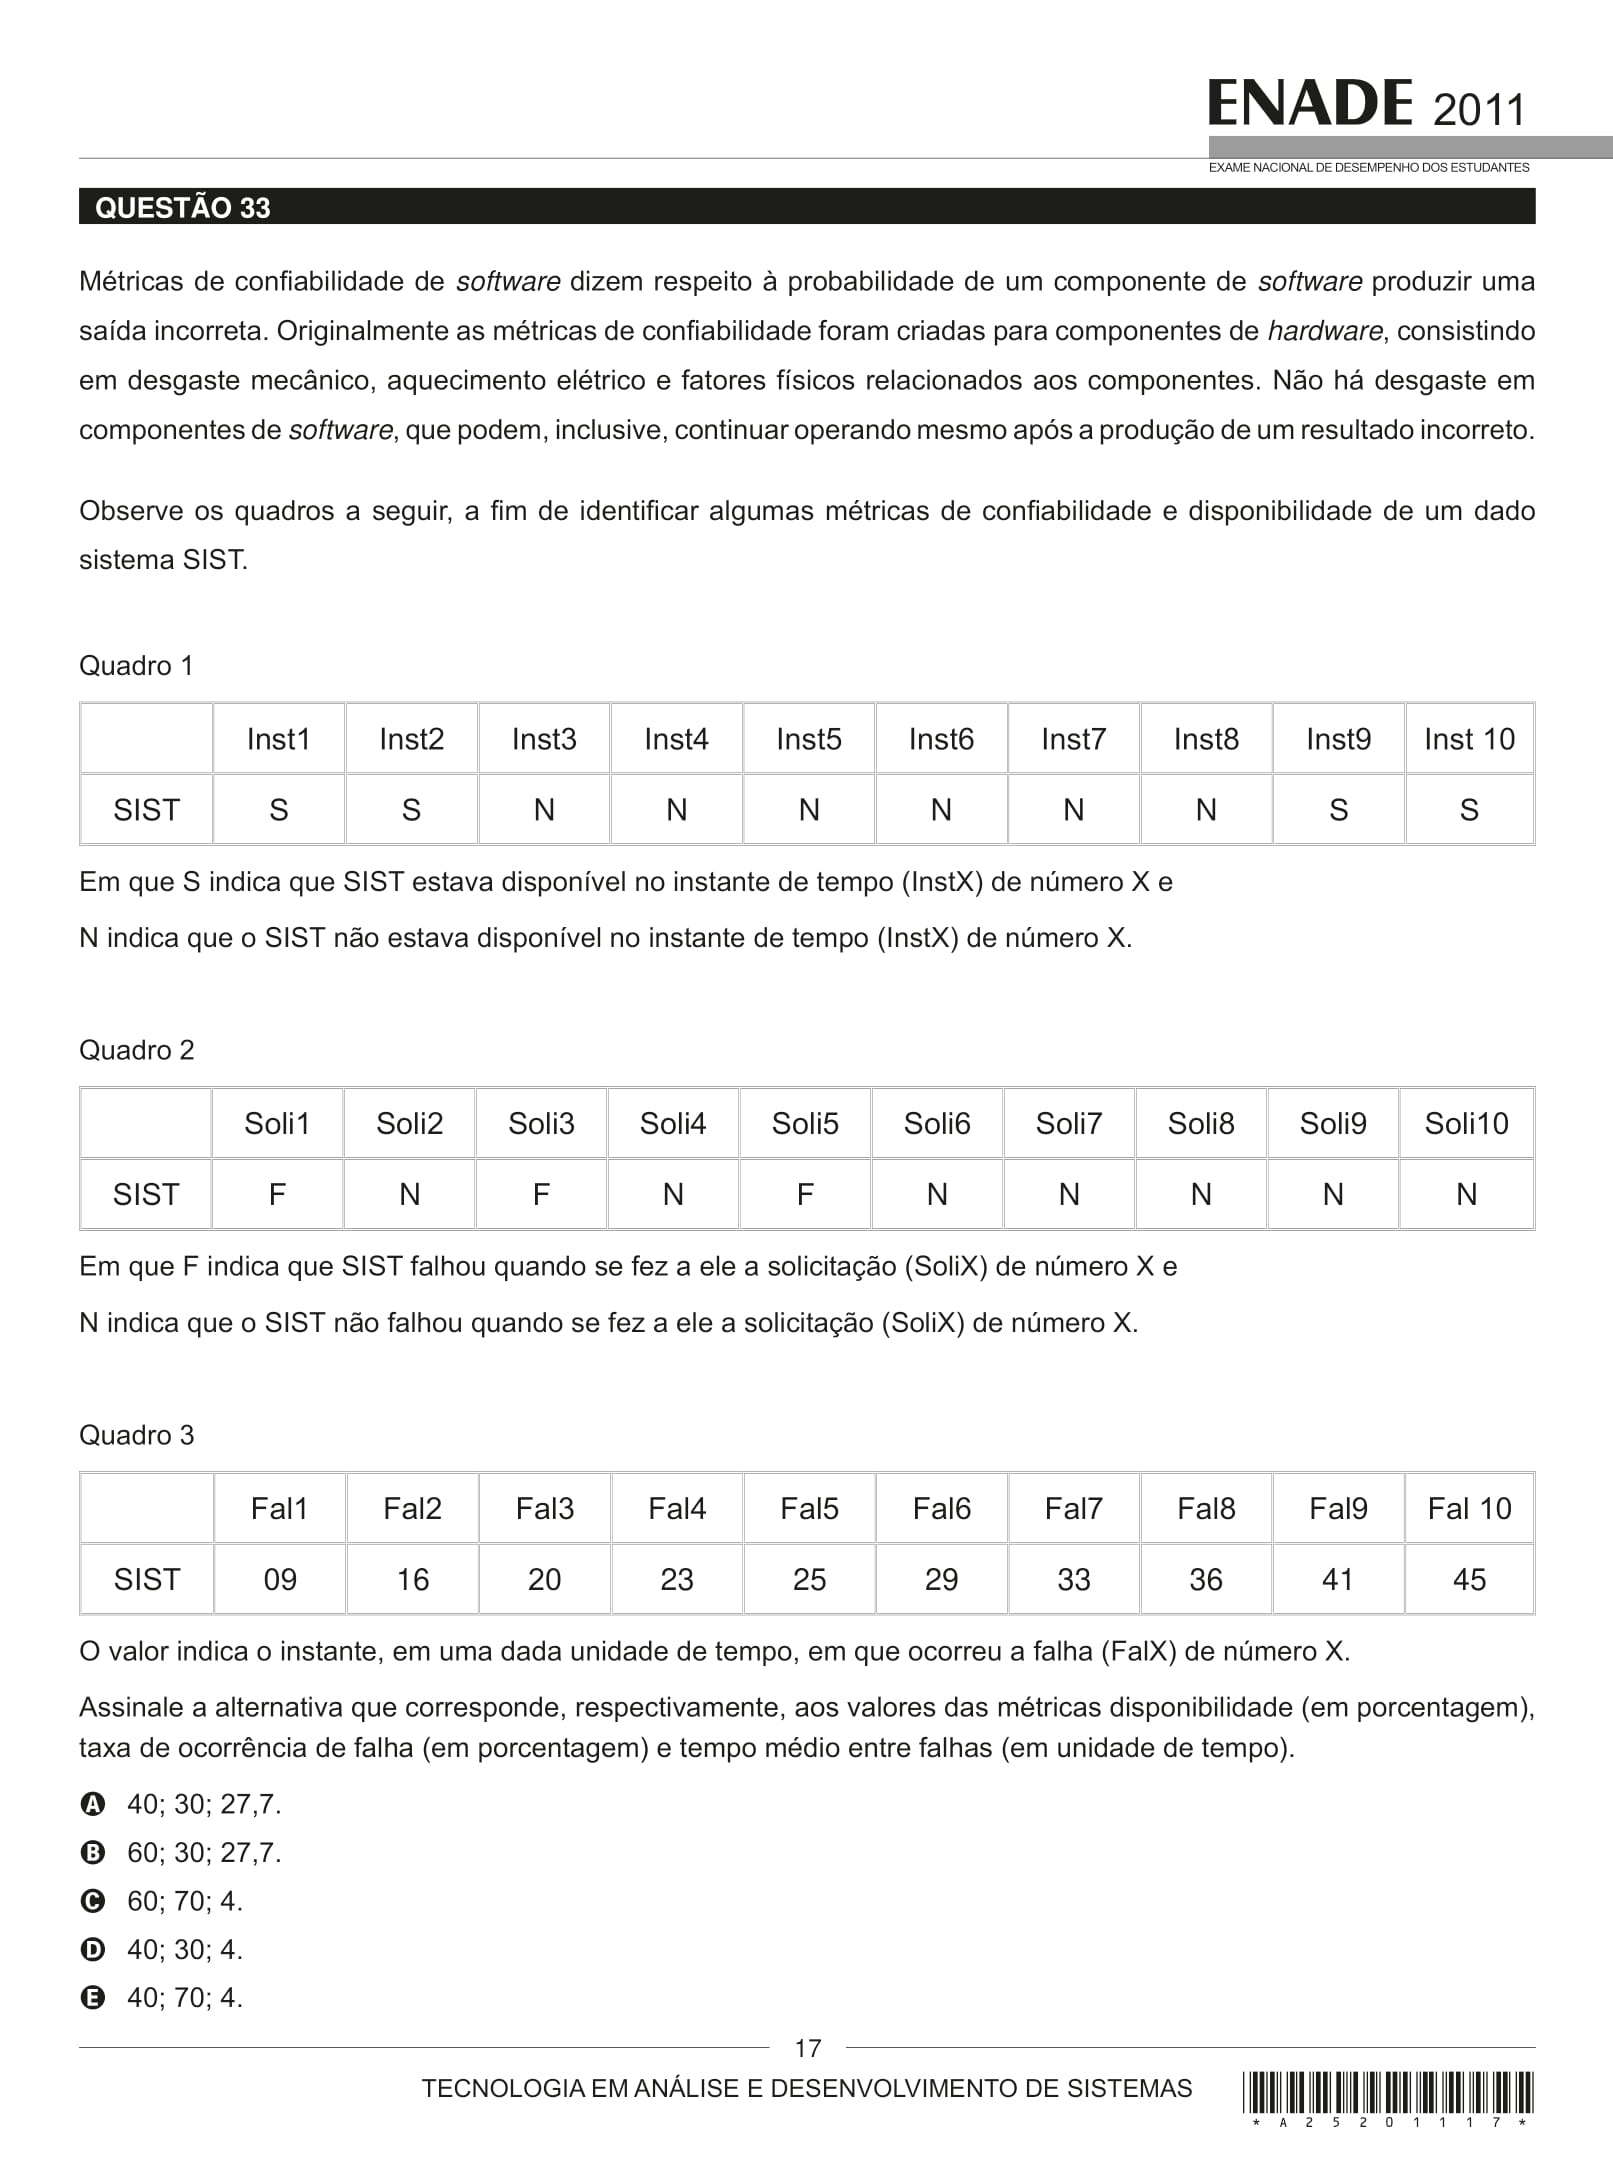 ENADE 2011
EXAME NACIONAL DE DESEMPENHO DOS ESTUDANTES
QUESTÃO 33
Métricas de confiabilidade de software dizem respeito à probabilidade de um componente de software produzir uma
saída incorreta. Originalmente as métricas de confiabilidade foram criadas para componentes de hardware, consistindo
em desgaste mecânico, aquecimento elétrico e fatores físicos relacionados aos componentes. Não há desgaste em
componentes de software, que podem, inclusive, continuar operando mesmo após a produção de um resultado incorreto.
Observe os quadros a seguir, a fim de identificar algumas métricas de confiabilidade e disponibilidade de um dado
sistema SIST.
Quadro 1
Inst1 Inst2 Inst3 Inst4 Inst5 Inst6 Inst7 Inst8 Inst9 Inst 10
SIST S S N N N N N N S S
Em que S indica que SIST estava disponível no instante de tempo (InstX) de número X e
N indica que o SIST não estava disponível no instante de tempo (InstX) de número X.
Quadro 2
Soli1 Soli2 Soli3 Soli4 Soli5 Soli6 Soli7 Soli8 Soli9 Soli10
SIST F N F N F N N N N N
Em que F indica que SIST falhou quando se fez a ele a solicitação (SoliX) de número X e
N indica que o SIST não falhou quando se fez a ele a solicitação (SoliX) de número X.
Quadro 3
Fal1 Fal2 Fal3 Fal4 Fal5 Fal6 Fal7 Fal8 Fal9 Fal 10
SIST 09 16 20 23 25 29 33 36 41 45
O valor indica o instante, em uma dada unidade de tempo, em que ocorreu a falha (FalX) de número X.
Assinale a alternativa que corresponde, respectivamente, aos valores das métricas disponibilidade (em porcentagem),
taxa de ocorrência de falha (em porcentagem) e tempo médio entre falhas (em unidade de tempo).
A 40; 30; 27,7.
B 60; 30; 27,7.
C 60; 70; 4.
D 40; 30; 4.
E 40; 70; 4.
17
TECNOLOGIA EM ANÁLISE E DESENVOLVIMENTO DE SISTEMAS
* A 2 5 2 0 1 1 1 7 *